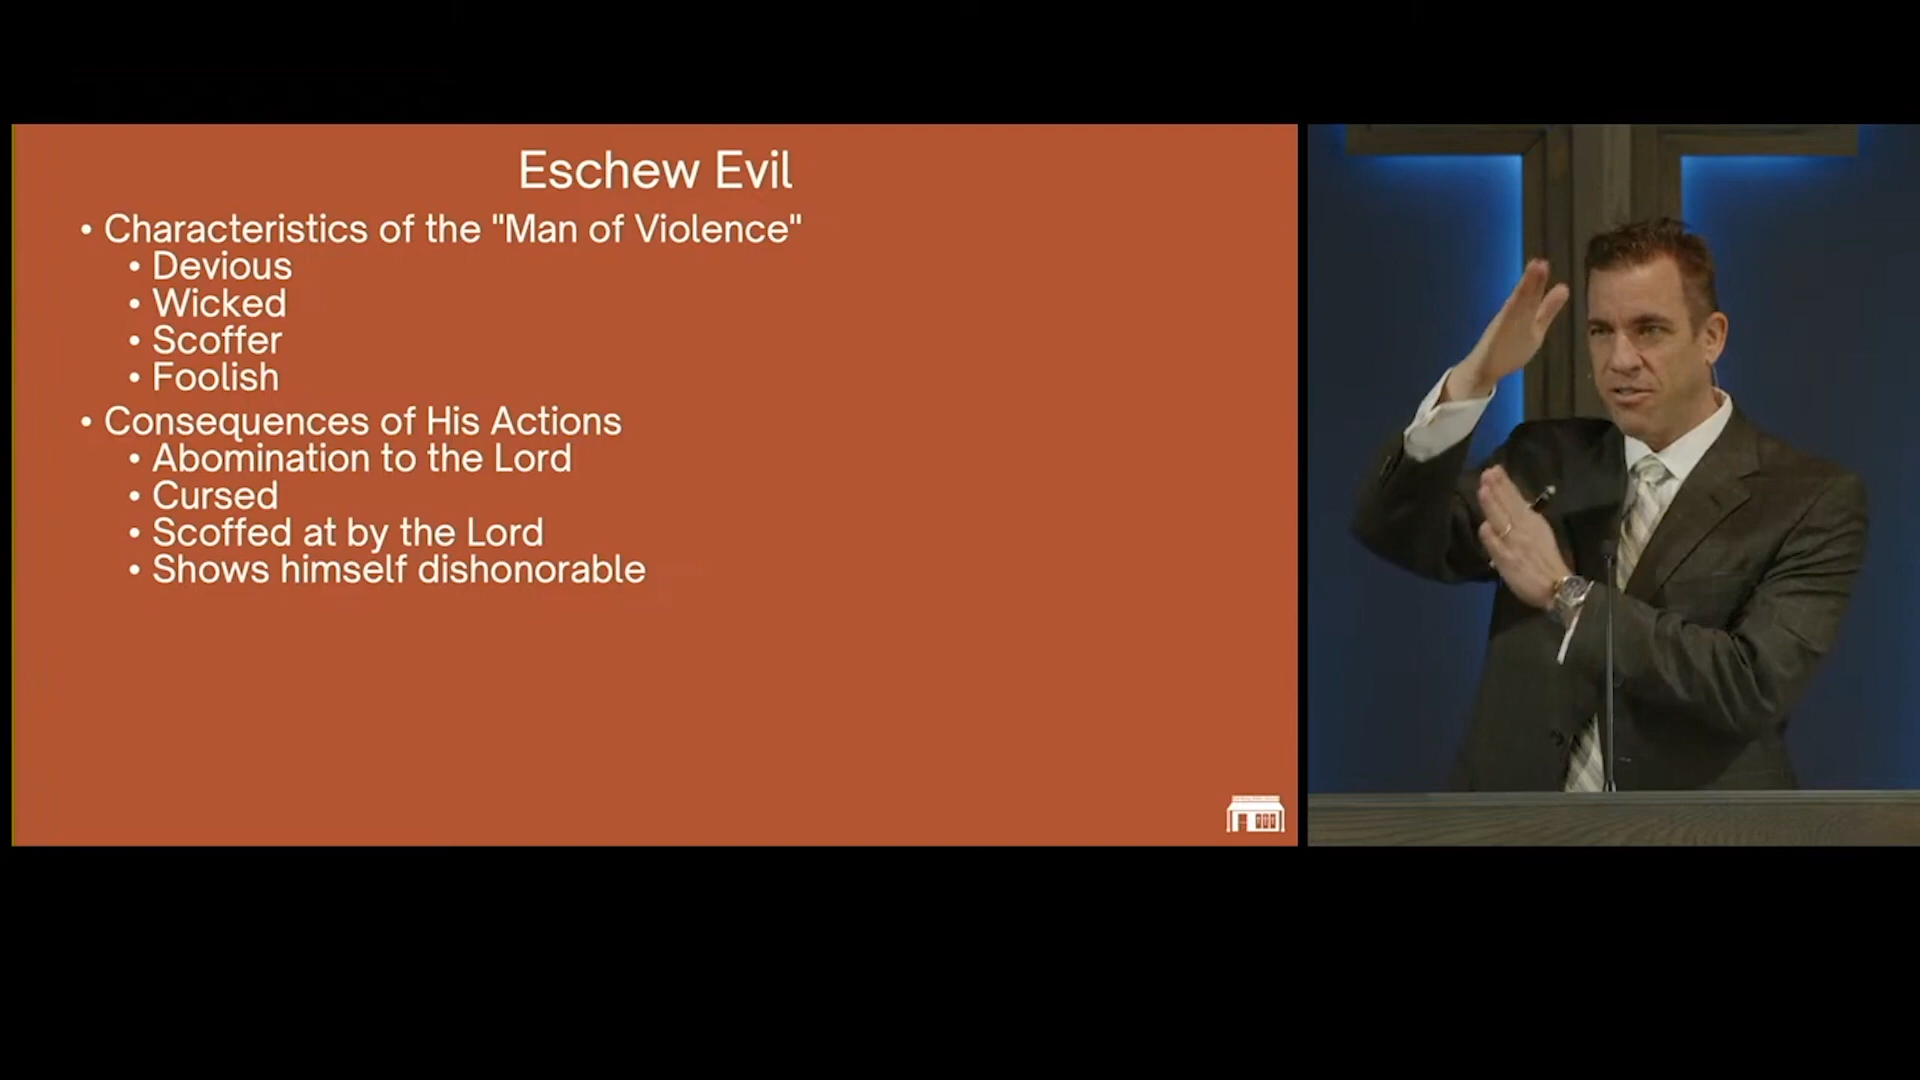 Eschew Evil
• Characteristics of the "Man of Violence"
• Devious
• Wicked
• Scoffer
• Foolish
• Consequences of His Actions
• Abomination to the Lord
• Cursed
• Scoffed at by the Lord
• Shows himself dishonorable